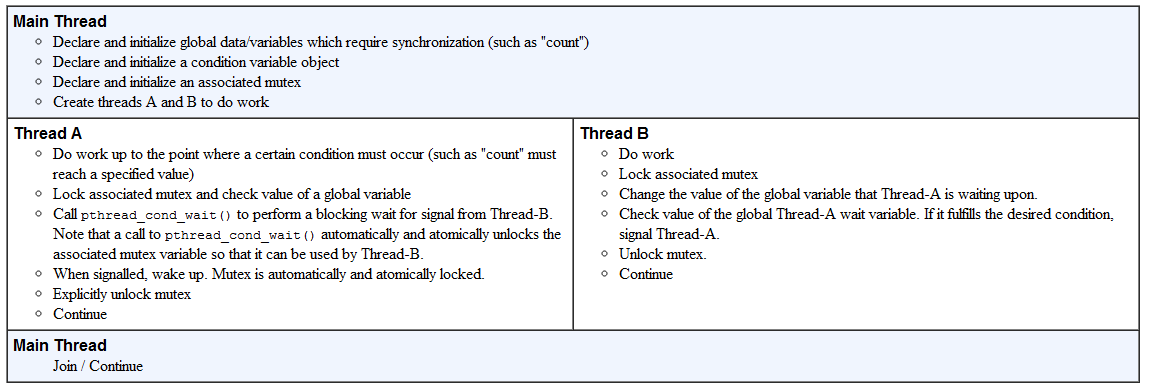 Main Thread
Declare and initialize global data/variables which require synchronization (such as "count")
Declare and initialize a condition variable object
Declare and initialize an associated mutex
Create threads A and B to do work
Thread A
Do work up to the point where a certain condition must occur (such as "count" must
reach a specified value)
Lock associated mutex and check value of a global variable
Call pthread_cond_wait() to perform a blocking wait for signal from Thread-B.
Note that a call to pthread_cond_wait() automatically and atomically unlocks the
associated mutex variable so that it can be used by Thread-B.
When signalled, wake up. Mutex is automatically and atomically locked.
Explicitly unlock mutex
Continue
Thread B
Do work
Lock associated mutex
Change the value of the global variable that Thread-A is waiting upon.
Check value of the global Thread-A wait variable. If it fulfills the desired condition,
signal Thread-A.
Unlock mutex.
Continue
Main Thread
Join / Continue